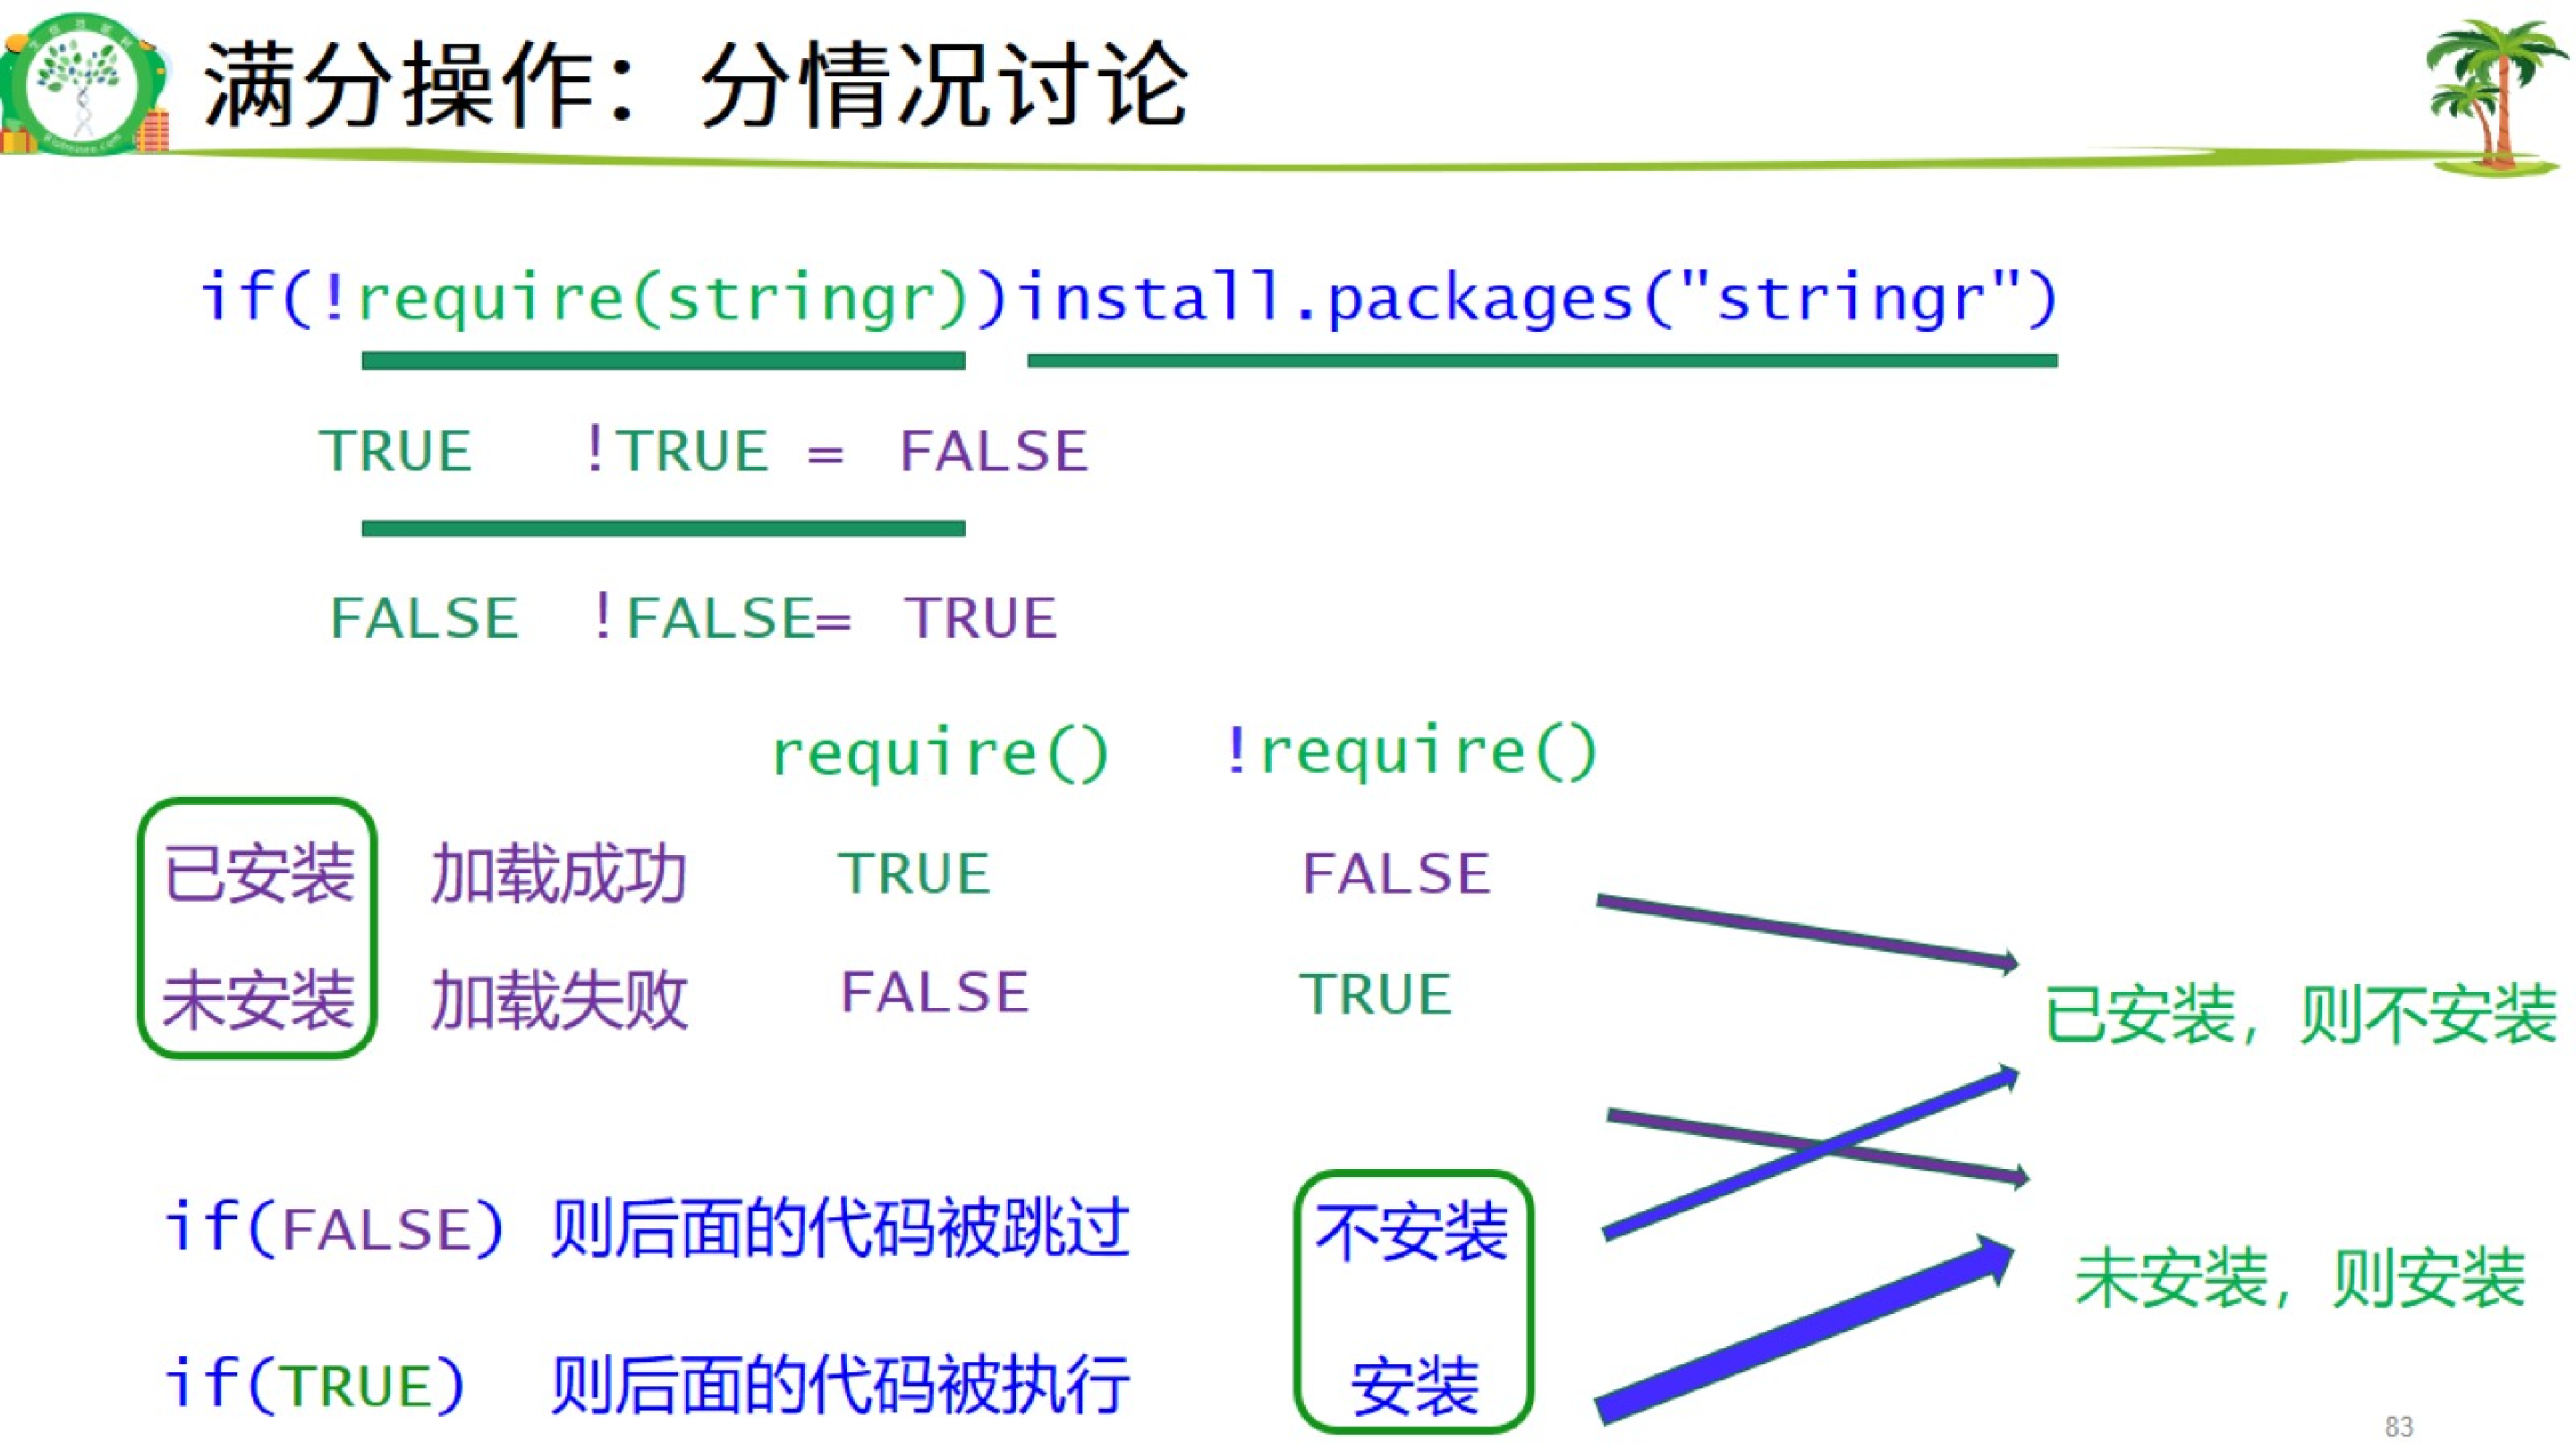 满分操作：分情况讨论
if(!require(stringr))install.packages("stringr")
TRUE !TRUE = FALSE
FALSE !FALSE= TRUE
require() !require()
已安装 加载成功 TRUE FALSE
未安装 加载失败 FALSE TRUE
已安装，则不安装
if(FALSE) 则后面的代码被跳过 不安装
未安装，则安装
if(TRUE) 则后面的代码被执行 安装
83